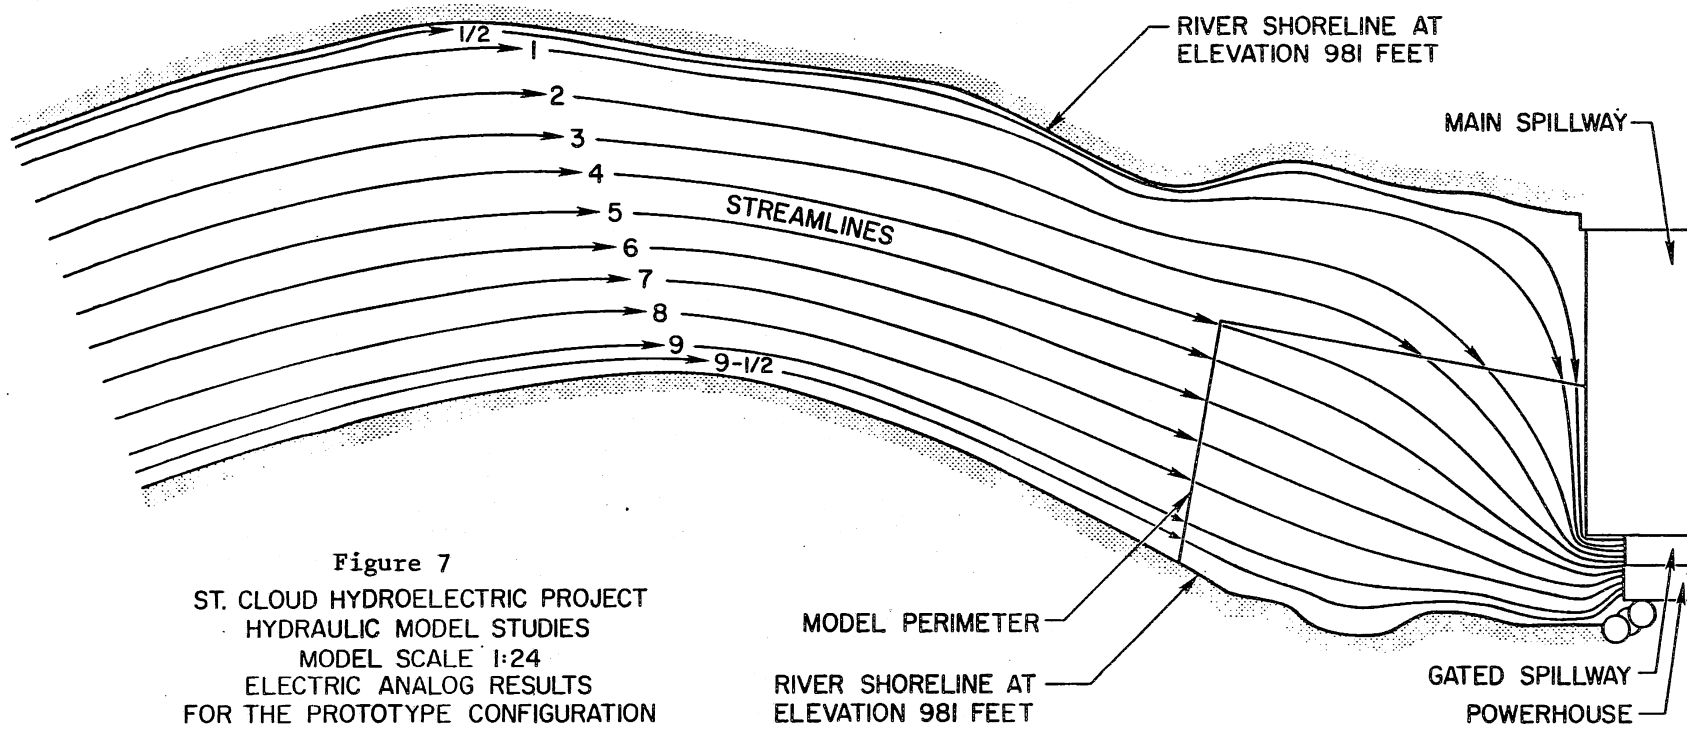 RIVER SHORELINE AT
ELEVATION 981 FEET
MAIN SPILLWAY
1/2
1
2
3
4
5
6
7
8
9
9-1/2
STREAMLINES
Figure 7
ST. CLOUD HYDROELECTRIC PROJECT
HYDRAULIC MODEL STUDIES
MODEL SCALE 1:24
ELECTRIC ANALOG RESULTS
FOR THE PROTOTYPE CONFIGURATION
MODEL PERIMETER
RIVER SHORELINE AT
ELEVATION 981 FEET
GATED SPILLWAY
POWERHOUSE